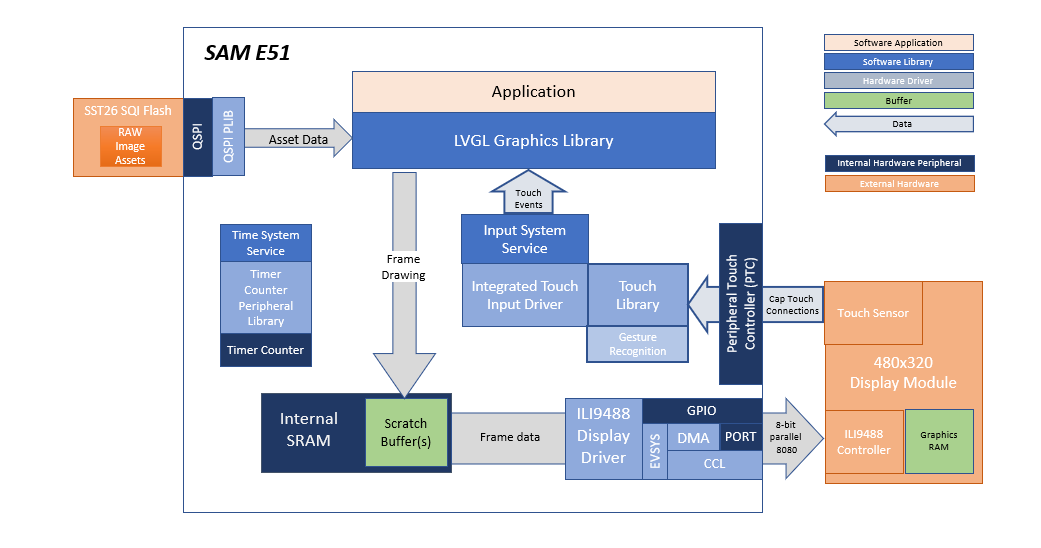 SAM E51
Software Application
Software Library
Hardware Driver
Buffer
Data
Internal Hardware Peripheral
External Hardware
SST26 SQI Flash
RAW
Image
Assets
QSPI
QSPI PLIB
Asset Data
Application
LVGL Graphics Library
Touch
Events
Frame
Drawing
Time System
Service
Timer
Counter
Peripheral
Library
Timer Counter
Input System
Service
Integrated Touch
Input Driver
Touch
Library
Gesture
Recognition
Peripheral Touch
Controller (PTC)
Cap Touch
Connections
Touch Sensor
480x320
Display Module
ILI9488
Controller
Graphics
RAM
Internal
SRAM
Scratch
Buffer(s)
Frame data
ILI9488
Display
Driver
GPIO
EVSYS
DMA
PORT
CCL
8-bit
parallel
8080